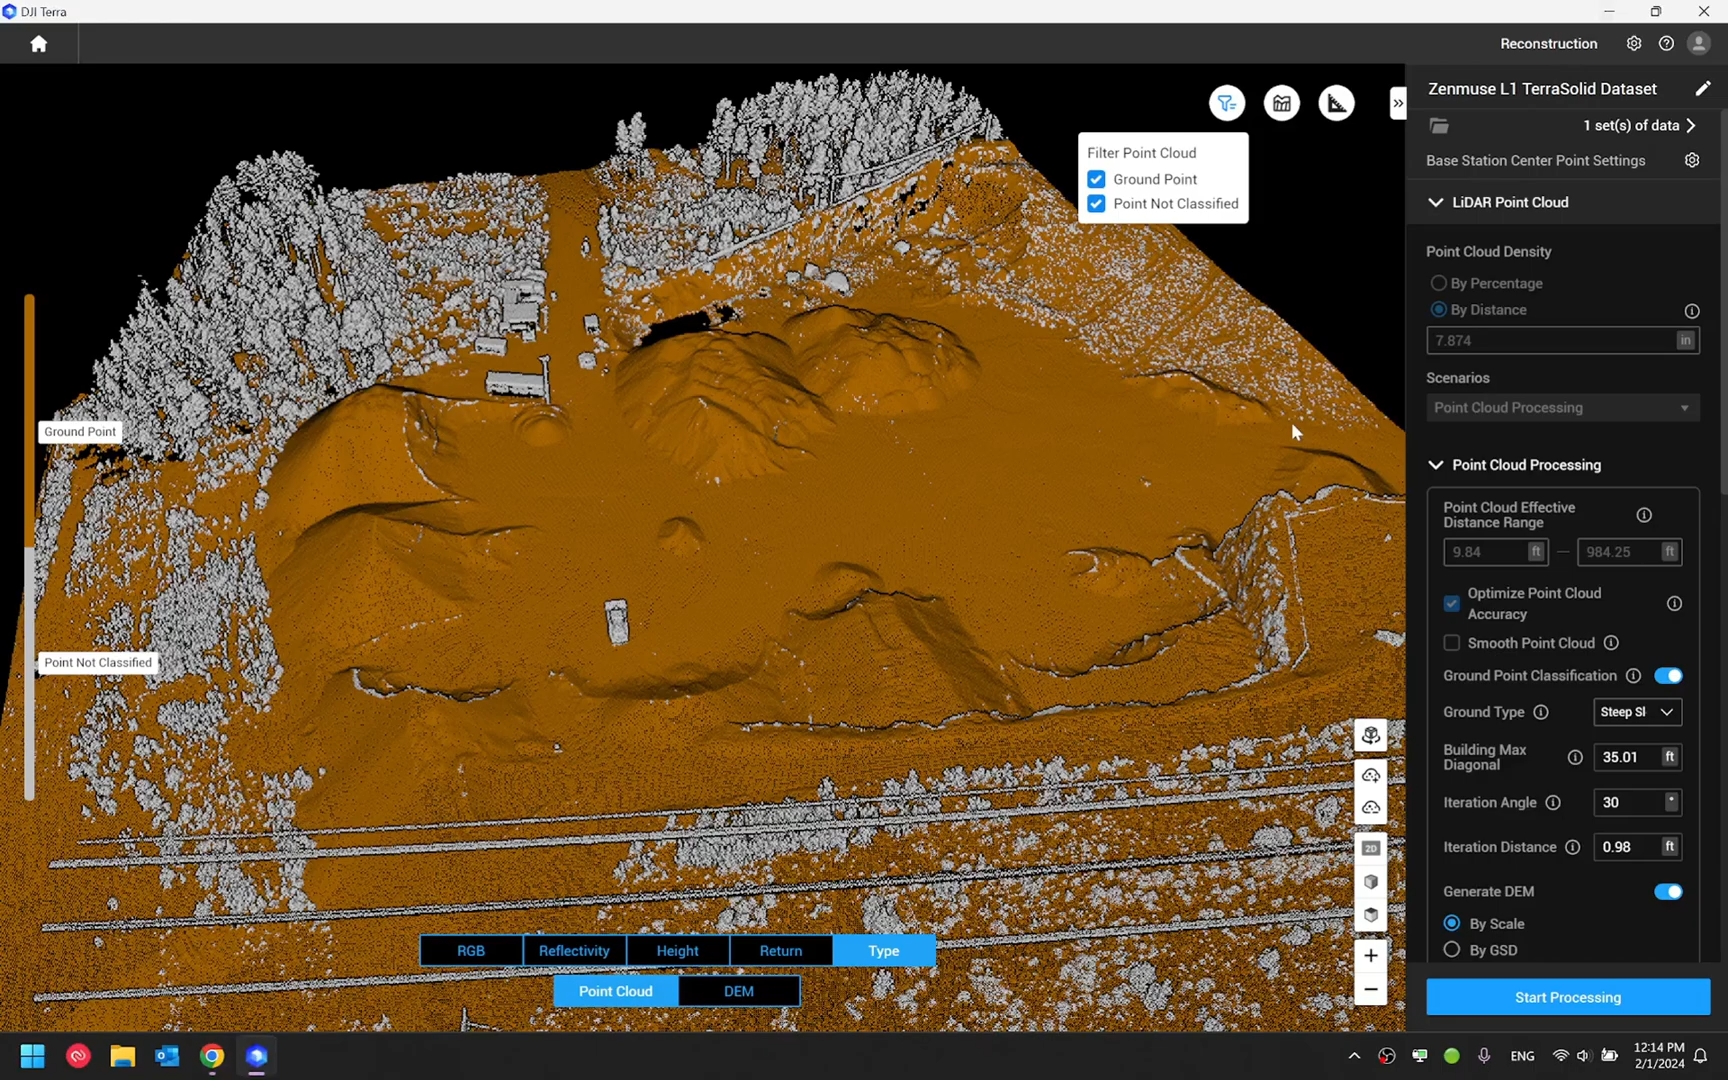 DJI Terra
Reconstruction
Zenmuse L1 TerraSolid Dataset
1 set(s) of data
Base Station Center Point Settings
LiDAR Point Cloud
Point Cloud Density
By Percentage
By Distance
7.874 in
Scenarios
Point Cloud Processing
Point Cloud Processing
Point Cloud Effective
Distance Range
9.84 ft — 984.25 ft
Optimize Point Cloud
Accuracy
Smooth Point Cloud
Ground Point Classification
Ground Type Steep Sl
Building Max
Diagonal
35.01 ft
Iteration Angle 30 °
Iteration Distance 0.98 ft
Generate DEM
By Scale
By GSD
Start Processing
Filter Point Cloud
Ground Point
Point Not Classified
Ground Point
Point Not Classified
2D
RGB Reflectivity Height Return Type
Point Cloud DEM
ENG
12:14 PM
2/1/2024